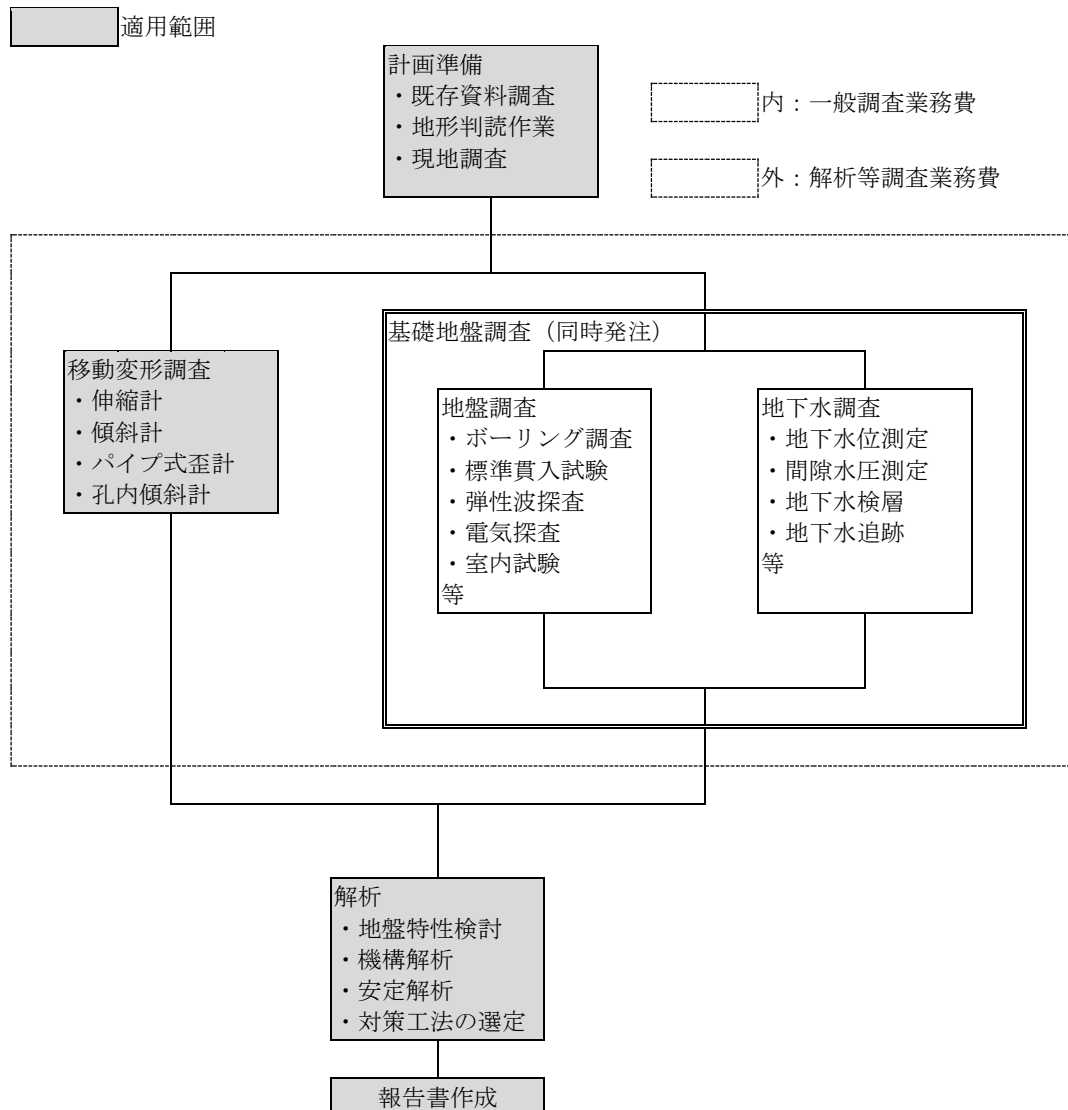 適用範囲
計画準備
・既存資料調査
・地形判読作業
・現地調査
内：一般調査業務費
外：解析等調査業務費
移動変形調査
・伸縮計
・傾斜計
・パイプ式歪計
・孔内傾斜計
基礎地盤調査（同時発注）
地盤調査
・ボーリング調査
・標準貫入試験
・弾性波探査
・電気探査
・室内試験
等
地下水調査
・地下水位測定
・間隙水圧測定
・地下水検層
・地下水追跡
等
解析
・地盤特性検討
・機構解析
・安定解析
・対策工法の選定
報告書作成